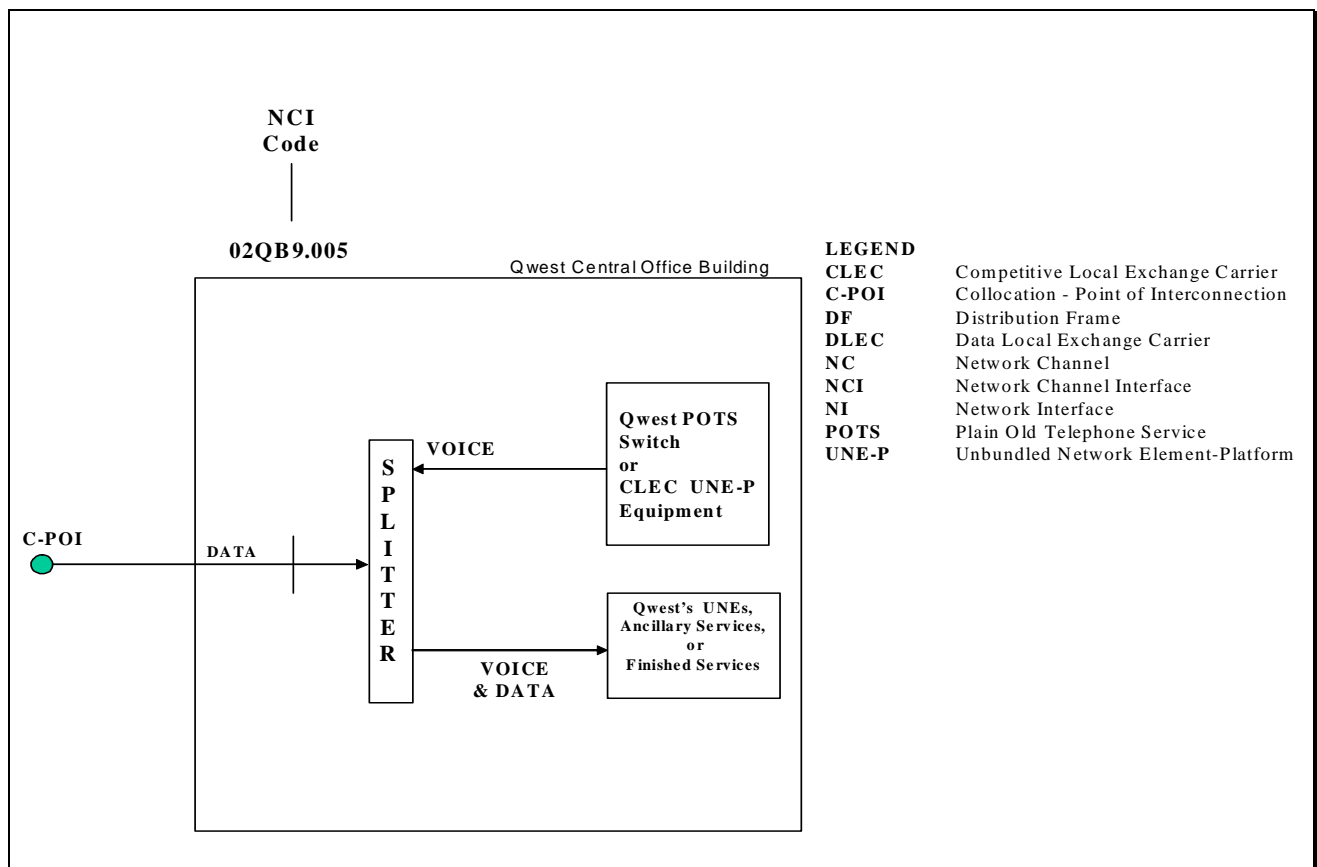 NCI
Code
02QB9.005
Qwest Central Office Building
LEGEND
CLEC Competitive Local Exchange Carrier
C-POI Collocation - Point of Interconnection
DF Distribution Frame
DLEC Data Local Exchange Carrier
NC Network Channel
NCI Network Channel Interface
NI Network Interface
POTS Plain Old Telephone Service
UNE-P Unbundled Network Element-Platform
Qwest POTS
Switch
or
CLEC UNE-P
Equipment
VOICE
S
P
L
I
T
T
E
R
C-POI
DATA
Qwest's UNEs,
Ancillary Services,
or
Finished Services
VOICE
& DATA